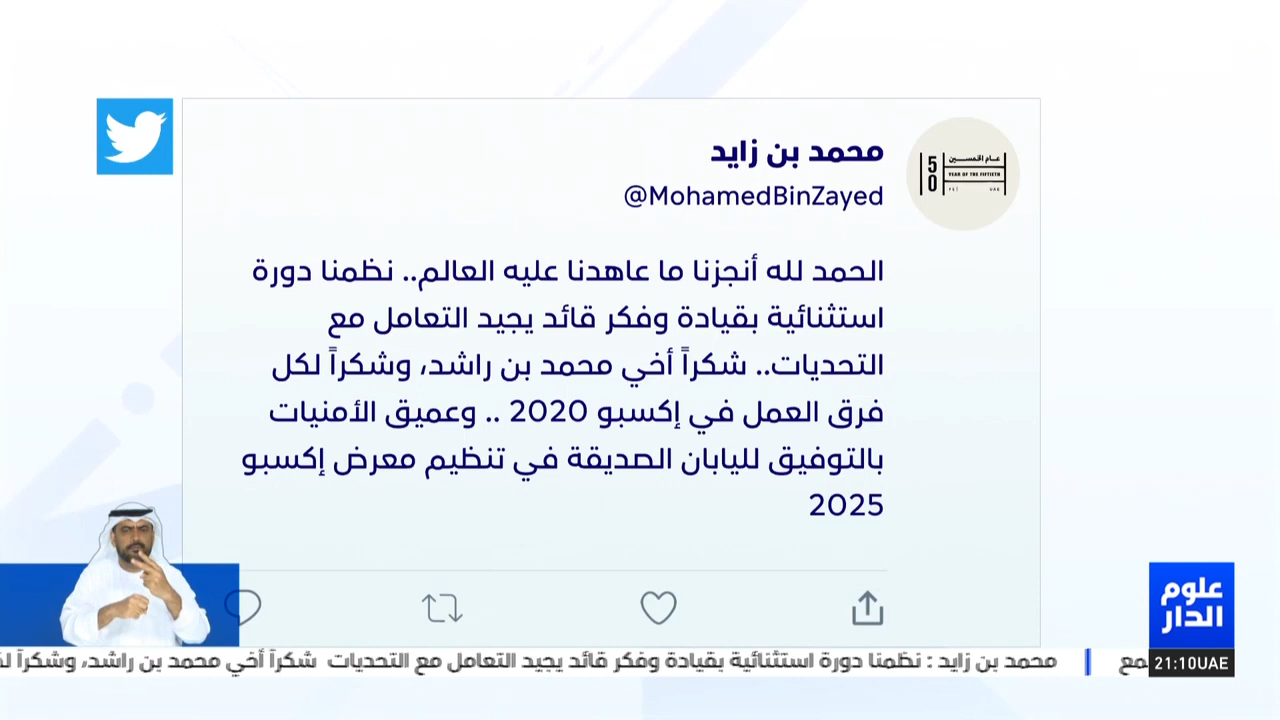 محمد بن زايد
@MohamedBinZayed
عام الخمسين
50
YEAR OF THE FIFTIETH
UAE
الحمد لله أنجزنا ما عاهدنا عليه العالم.. نظمنا دورة
استثنائية بقيادة وفكر قائد يجيد التعامل مع
التحديات.. شكراً أخي محمد بن راشد، وشكراً لكل
فرق العمل في إكسبو 2020 .. وعميق الأمنيات
بالتوفيق لليابان الصديقة في تنظيم معرض إكسبو
2025
علوم
الدار
محمد بن زايد : نظمنا دورة استثنائية بقيادة وفكر قائد يجيد التعامل مع التحديات شكراً أخي محمد بن راشد، وشكراً
21:10UAE